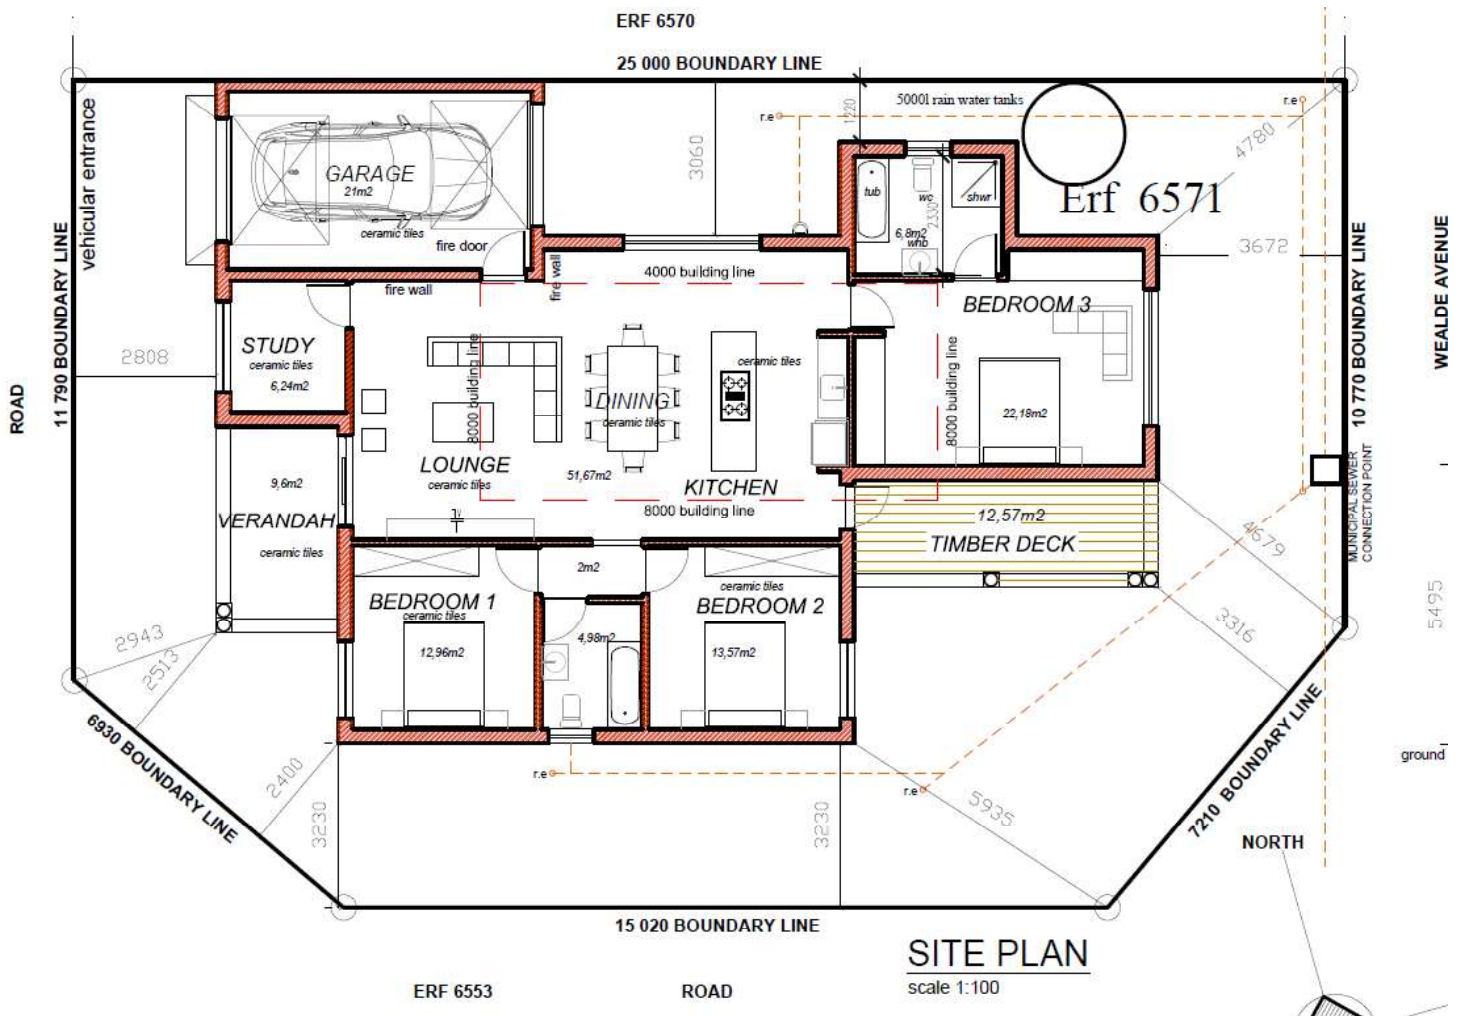 ERF 6570
25 000 BOUNDARY LINE
vehicular entrance
11 790 BOUNDARY LINE
ROAD
GARAGE
21m2
ceramic tiles
fire door
fire wall
fire wall
3060
1220
5000l rain water tanks
r.e
r.e
4780
Erf 6571
tub
wc
shwr
2330
6,8m2
whb
3672
10 770 BOUNDARY LINE
WEALDE AVENUE
4000 building line
BEDROOM 3
STUDY
ceramic tiles
6,24m2
2808
8000 building line
8000 building line
ceramic tiles
DINING
ceramic tiles
22,18m2
LOUNGE
ceramic tiles
51,67m2
KITCHEN
8000 building line
9,6m2
VERANDAH
ceramic tiles
12,57m2
TIMBER DECK
MUNICIPAL SEWER
CONNECTION POINT
4679
5495
2m2
BEDROOM 1
ceramic tiles
12,96m2
4,98m2
ceramic tiles
BEDROOM 2
13,57m2
3316
2943
2513
6930 BOUNDARY LINE
2400
3230
r.e
3230
r.e
5935
7210 BOUNDARY LINE
ground
NORTH
15 020 BOUNDARY LINE
SITE PLAN
scale 1:100
ERF 6553
ROAD